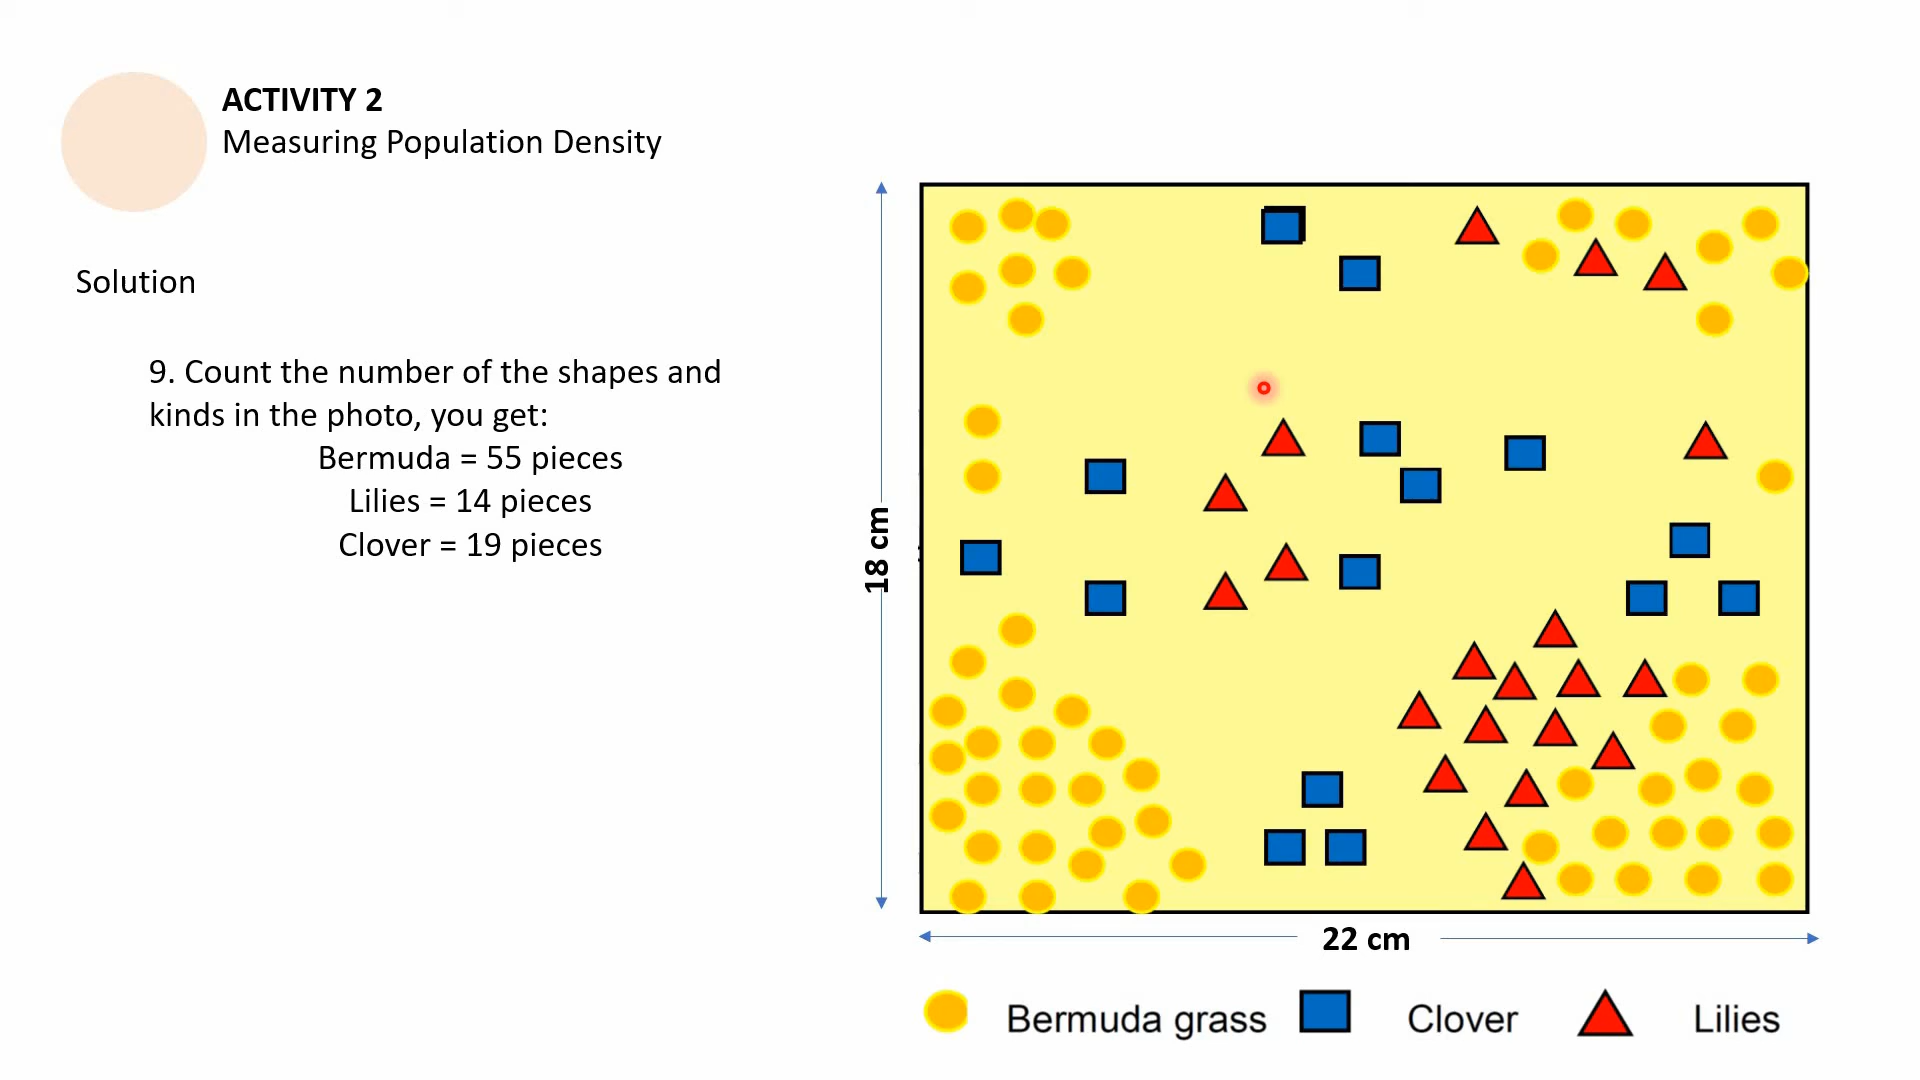 ACTIVITY 2
Measuring Population Density
Solution
9. Count the number of the shapes and
kinds in the photo, you get:
Bermuda = 55 pieces
Lilies = 14 pieces
Clover = 19 pieces
18 cm
22 cm
Bermuda grass
Clover
Lilies